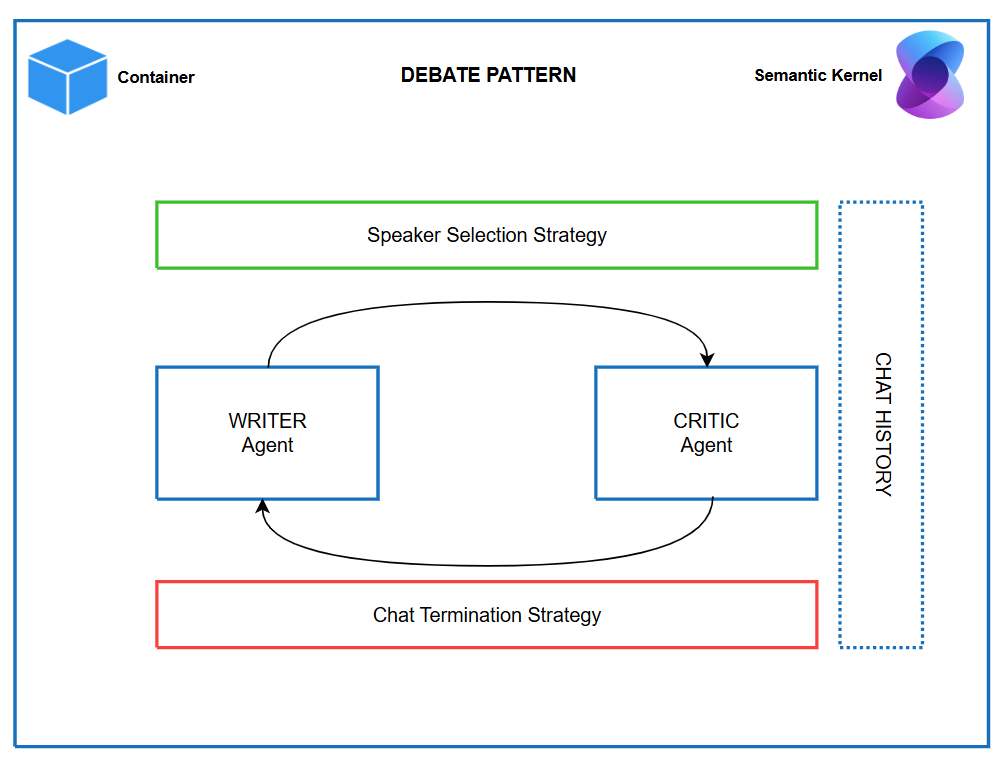 Container
DEBATE PATTERN
Semantic Kernel
Speaker Selection Strategy
WRITER
Agent
CRITIC
Agent
CHAT HISTORY
Chat Termination Strategy